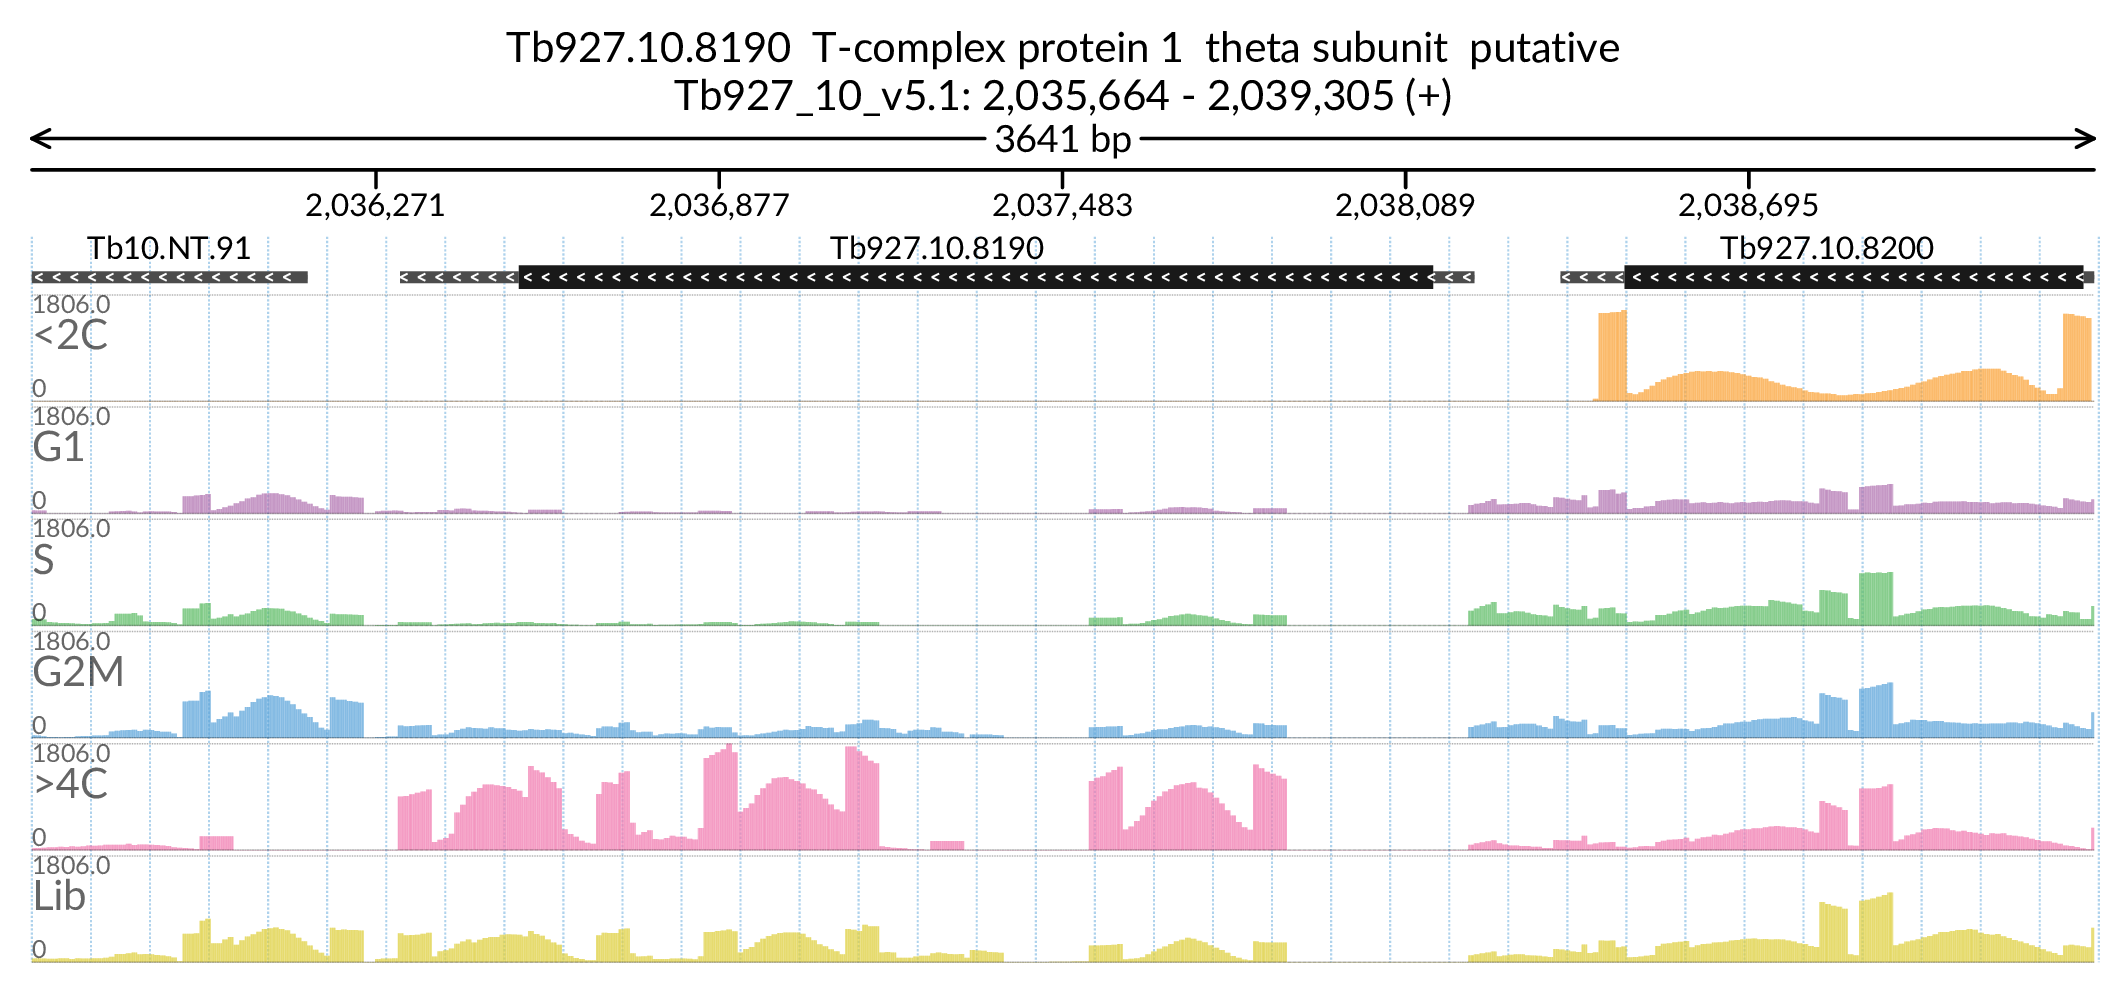 Tb927.10.8190 T-complex protein 1 theta subunit putative
Tb927_10_v5.1: 2,035,664 - 2,039,305 (+)
3641 bp
2,036,271 2,036,877 2,037,483 2,038,089 2,038,695
Tb10.NT.91 Tb927.10.8190 Tb927.10.8200
1806.0
<2C
0
1806.0
G1
0
1806.0
S
0
1806.0
G2M
0
1806.0
>4C
0
1806.0
Lib
0